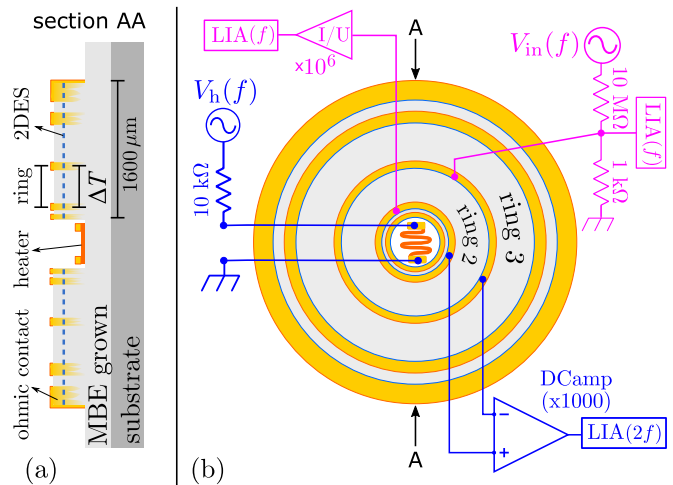 section AA
2DES
ring
heater
ohmic contact
ΔT
1600 μm
MBE grown
substrate
(a)
LIA(f)
I/U
×10⁶
A
V_in(f)
10 MΩ
LIA(f)
1 kΩ
V_h(f)
10 kΩ
ring 2
ring 3
A
DCamp
(x1000)
−
+
LIA(2f)
(b)